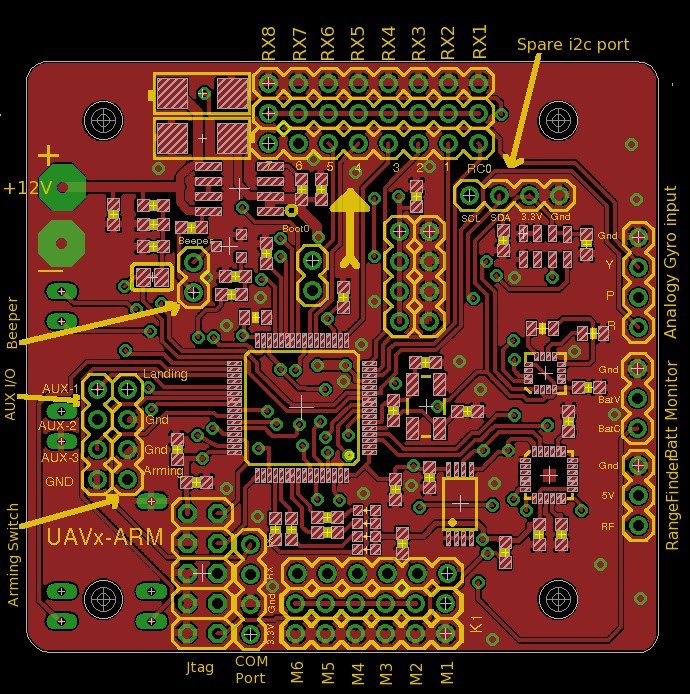 RX8 RX7 RX6 RX5 RX4 RX3 RX2 RX1
Spare i2c port
7 6 5 4 3 2 1
RC0
+
+12V
SCL SDA 3.3V Gnd
Boot0
Beeper
Gnd
Y
P
R
Analogy Gyro input
Beeper
Landing
AUX-1
AUX-2
Gnd
AUX-3
Gnd
Arming
GND
AUX I/O
Gnd
BatV
BatC
Batt Monitor
Gnd
5V
RF
RangeFinder
Arming Switch
UAVx-ARM
RX
Gnd
3.3V
K1
Jtag
COM
Port
M6 M5 M4 M3 M2 M1